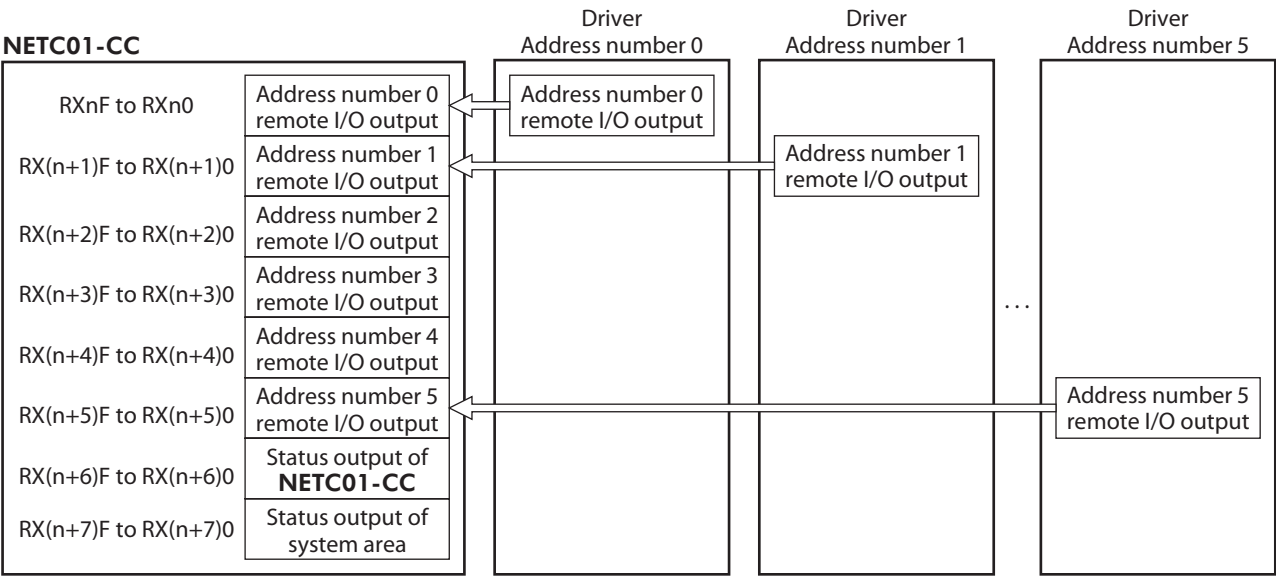 NETC01-CC
Driver
Address number 0
Driver
Address number 1
Driver
Address number 5
RXnF to RXn0
Address number 0
remote I/O output
Address number 0
remote I/O output
RX(n+1)F to RX(n+1)0
Address number 1
remote I/O output
Address number 1
remote I/O output
RX(n+2)F to RX(n+2)0
Address number 2
remote I/O output
RX(n+3)F to RX(n+3)0
Address number 3
remote I/O output
...
RX(n+4)F to RX(n+4)0
Address number 4
remote I/O output
RX(n+5)F to RX(n+5)0
Address number 5
remote I/O output
Address number 5
remote I/O output
RX(n+6)F to RX(n+6)0
Status output of
NETC01-CC
RX(n+7)F to RX(n+7)0
Status output of
system area